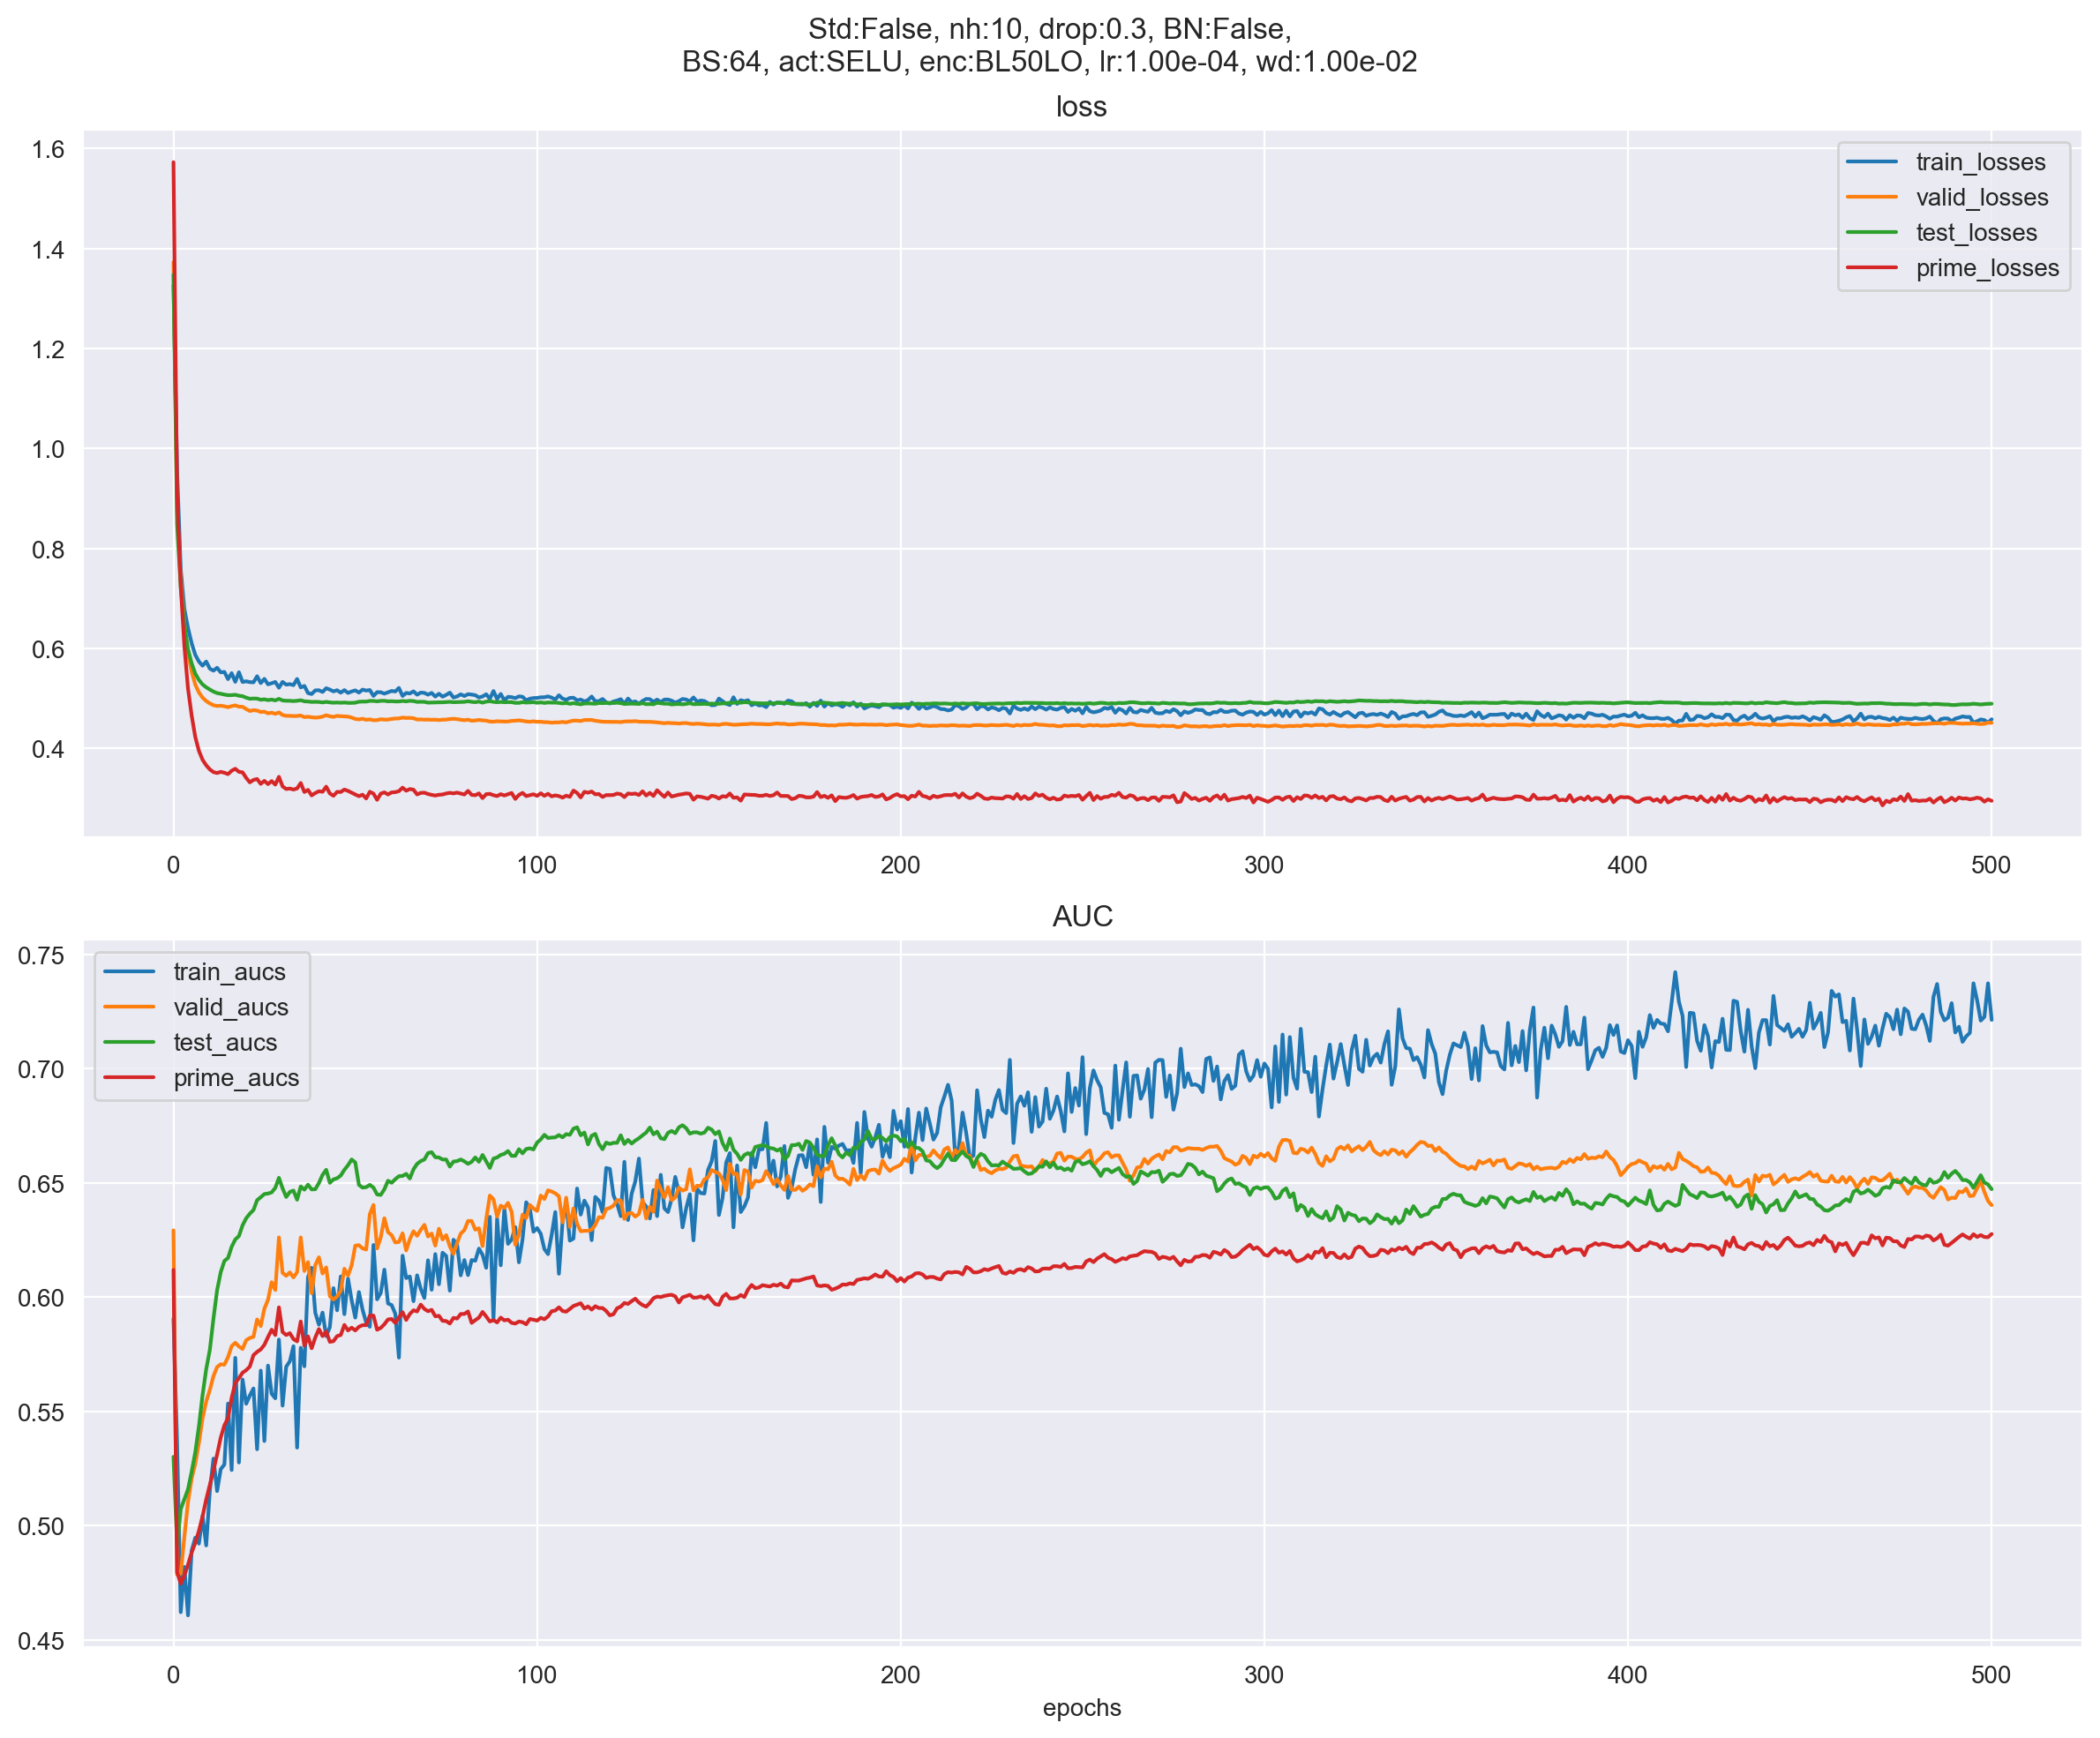 Std:False, nh:10, drop:0.3, BN:False,
BS:64, act:SELU, enc:BL50LO, lr:1.00e-04, wd:1.00e-02
loss
1.6
1.4
1.2
1.0
0.8
0.6
0.4
train_losses
valid_losses
test_losses
prime_losses
0 100 200 300 400 500
AUC
0.75
0.70
0.65
0.60
0.55
0.50
0.45
train_aucs
valid_aucs
test_aucs
prime_aucs
0 100 200 300 400 500
epochs